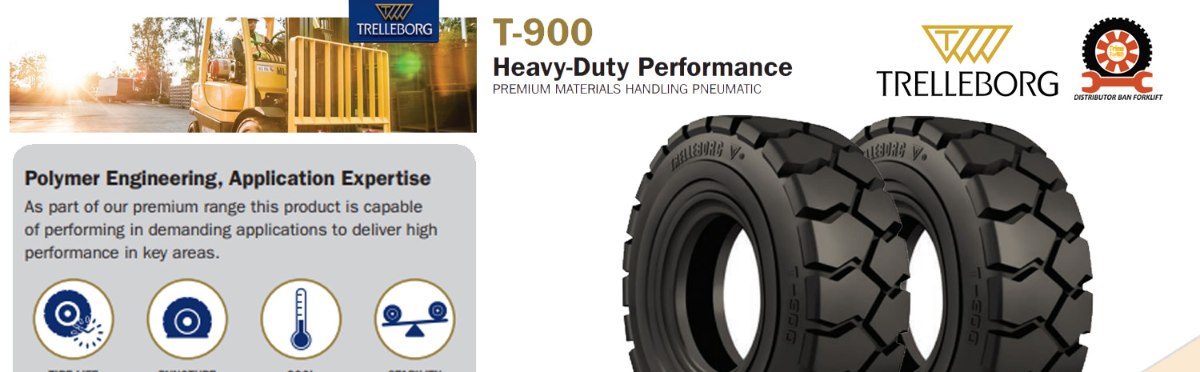 TRELLEBORG
T-900
Heavy-Duty Performance
PREMIUM MATERIALS HANDLING PNEUMATIC
TRELLEBORG
DISTRIBUTOR BAN FORKLIFT
Polymer Engineering, Application Expertise
As part of our premium range this product is capable
of performing in demanding applications to deliver high
performance in key areas.
TRELLEBORG
T-900